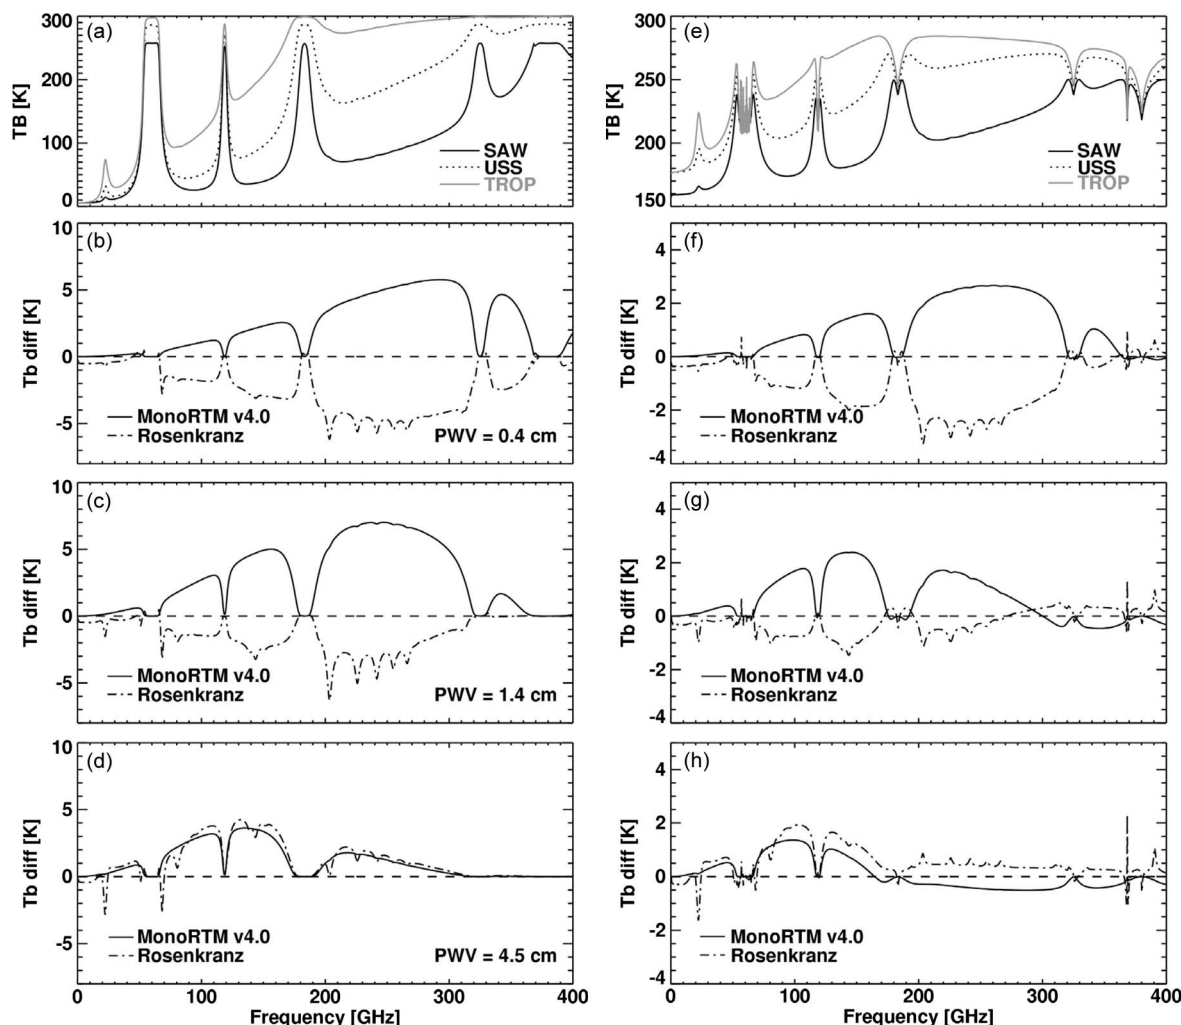 (a)
300
200
100
0
TB [K]
SAW
USS
TROP
(e)
300
250
200
150
TB [K]
SAW
USS
TROP
(b)
10
5
0
-5
Tb diff [K]
MonoRTM v4.0
Rosenkranz
PWV = 0.4 cm
(f)
4
2
0
-2
-4
Tb diff [K]
MonoRTM v4.0
Rosenkranz
(c)
10
5
0
-5
Tb diff [K]
MonoRTM v4.0
Rosenkranz
PWV = 1.4 cm
(g)
4
2
0
-2
-4
Tb diff [K]
MonoRTM v4.0
Rosenkranz
(d)
10
5
0
-5
Tb diff [K]
MonoRTM v4.0
Rosenkranz
PWV = 4.5 cm
0 100 200 300 400
Frequency [GHz]
(h)
4
2
0
-2
-4
Tb diff [K]
MonoRTM v4.0
Rosenkranz
0 100 200 300 400
Frequency [GHz]